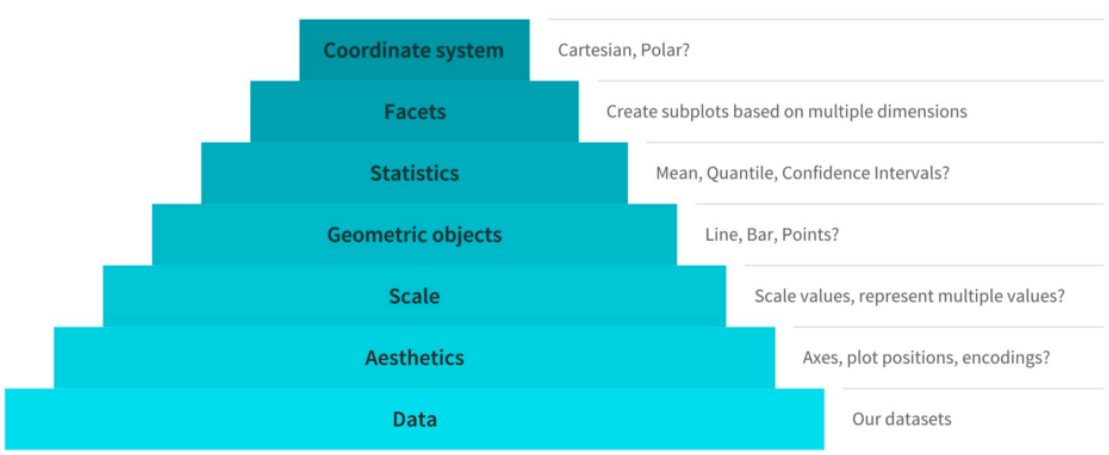 Coordinate system Cartesian, Polar?
Facets Create subplots based on multiple dimensions
Statistics Mean, Quantile, Confidence Intervals?
Geometric objects Line, Bar, Points?
Scale Scale values, represent multiple values?
Aesthetics Axes, plot positions, encodings?
Data Our datasets